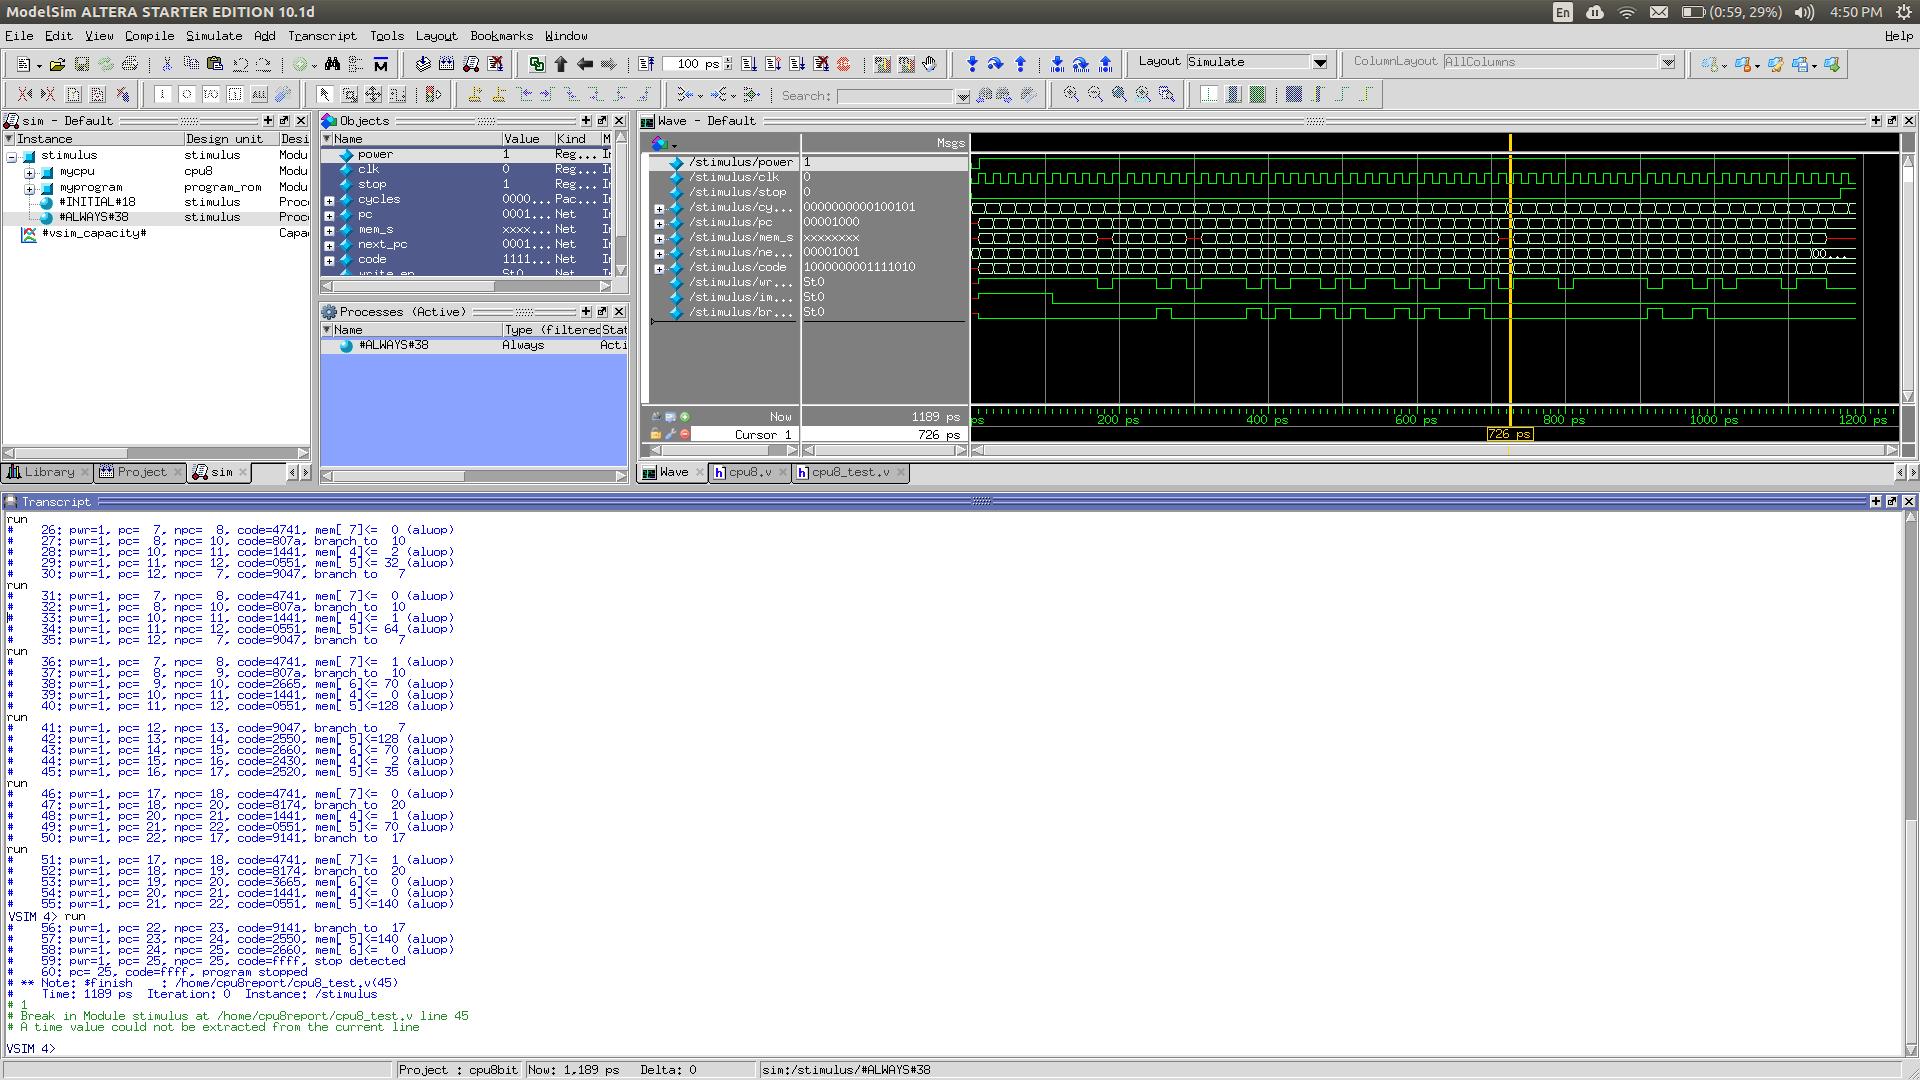 ModelSim ALTERA STARTER EDITION 10.1d
En (0:59, 29%) 4:50 PM
File Edit View Compile Simulate Add Transcript Tools Layout Bookmarks Window Help
100 ps Layout Simulate ColumnLayout AllColumns
Search:
sim - Default
Instance Design unit Desi
stimulus stimulus Modu
mycpu cpu8 Modu
myprogram program_rom Modu
#INITIAL#18 stimulus Proc
#ALWAYS#38 stimulus Proc
#vsim_capacity# Capa
Library Project sim
Objects
Name Value Kind M
power 1 Reg... In
clk 0 Reg... In
stop 1 Reg... In
cycles 0000... Pac... In
pc 0001... Net In
mem_s xxxx... Net In
next_pc 0001... Net In
code 1111... Net In
write_en St0 Net In
Processes (Active)
Name Type (filtered Stat
#ALWAYS#38 Always Acti
Wave - Default
Msgs
/stimulus/power 1
/stimulus/clk 0
/stimulus/stop 0
/stimulus/cy... 0000000000100101
/stimulus/pc 00001000
/stimulus/mem_s xxxxxxxx
/stimulus/ne... 00001001
/stimulus/code 1000000001111010
/stimulus/wr... St0
/stimulus/im... St0
/stimulus/br... St0
00...
Now 1189 ps
ps 200 ps 400 ps 600 ps 800 ps 1000 ps 1200 ps
Cursor 1 726 ps
726 ps
Wave cpu8.v cpu8_test.v
Transcript
run
# 26: pwr=1, pc= 7, npc= 8, code=4741, mem[ 7]<= 0 (aluop)
# 27: pwr=1, pc= 8, npc= 10, code=807a, branch to 10
# 28: pwr=1, pc= 10, npc= 11, code=1441, mem[ 4]<= 2 (aluop)
# 29: pwr=1, pc= 11, npc= 12, code=0551, mem[ 5]<= 32 (aluop)
# 30: pwr=1, pc= 12, npc= 7, code=9047, branch to 7
run
# 31: pwr=1, pc= 7, npc= 8, code=4741, mem[ 7]<= 0 (aluop)
# 32: pwr=1, pc= 8, npc= 10, code=807a, branch to 10
# 33: pwr=1, pc= 10, npc= 11, code=1441, mem[ 4]<= 1 (aluop)
# 34: pwr=1, pc= 11, npc= 12, code=0551, mem[ 5]<= 64 (aluop)
# 35: pwr=1, pc= 12, npc= 7, code=9047, branch to 7
run
# 36: pwr=1, pc= 7, npc= 8, code=4741, mem[ 7]<= 1 (aluop)
# 37: pwr=1, pc= 8, npc= 9, code=807a, branch to 10
# 38: pwr=1, pc= 9, npc= 10, code=2665, mem[ 6]<= 70 (aluop)
# 39: pwr=1, pc= 10, npc= 11, code=1441, mem[ 4]<= 0 (aluop)
# 40: pwr=1, pc= 11, npc= 12, code=0551, mem[ 5]<=128 (aluop)
run
# 41: pwr=1, pc= 12, npc= 13, code=9047, branch to 7
# 42: pwr=1, pc= 13, npc= 14, code=2550, mem[ 5]<=128 (aluop)
# 43: pwr=1, pc= 14, npc= 15, code=2660, mem[ 6]<= 70 (aluop)
# 44: pwr=1, pc= 15, npc= 16, code=2430, mem[ 4]<= 2 (aluop)
# 45: pwr=1, pc= 16, npc= 17, code=2520, mem[ 5]<= 35 (aluop)
run
# 46: pwr=1, pc= 17, npc= 18, code=4741, mem[ 7]<= 0 (aluop)
# 47: pwr=1, pc= 18, npc= 20, code=8174, branch to 20
# 48: pwr=1, pc= 20, npc= 21, code=1441, mem[ 4]<= 1 (aluop)
# 49: pwr=1, pc= 21, npc= 22, code=0551, mem[ 5]<= 70 (aluop)
# 50: pwr=1, pc= 22, npc= 17, code=9141, branch to 17
run
# 51: pwr=1, pc= 17, npc= 18, code=4741, mem[ 7]<= 1 (aluop)
# 52: pwr=1, pc= 18, npc= 19, code=8174, branch to 20
# 53: pwr=1, pc= 19, npc= 20, code=3665, mem[ 6]<= 0 (aluop)
# 54: pwr=1, pc= 20, npc= 21, code=1441, mem[ 4]<= 0 (aluop)
# 55: pwr=1, pc= 21, npc= 22, code=0551, mem[ 5]<=140 (aluop)
VSIM 4> run
# 56: pwr=1, pc= 22, npc= 23, code=9141, branch to 17
# 57: pwr=1, pc= 23, npc= 24, code=2550, mem[ 5]<=140 (aluop)
# 58: pwr=1, pc= 24, npc= 25, code=2660, mem[ 6]<= 0 (aluop)
# 59: pwr=1, pc= 25, npc= 25, code=ffff, stop detected
# 60: pc= 25, code=ffff, program stopped
# ** Note: $finish : /home/cpu8report/cpu8_test.v(45)
# Time: 1189 ps Iteration: 0 Instance: /stimulus
# 1
# Break in Module stimulus at /home/cpu8report/cpu8_test.v line 45
# A time value could not be extracted from the current line
VSIM 4>
Project : cpu8bit Now: 1,189 ps Delta: 0 sim:/stimulus/#ALWAYS#38